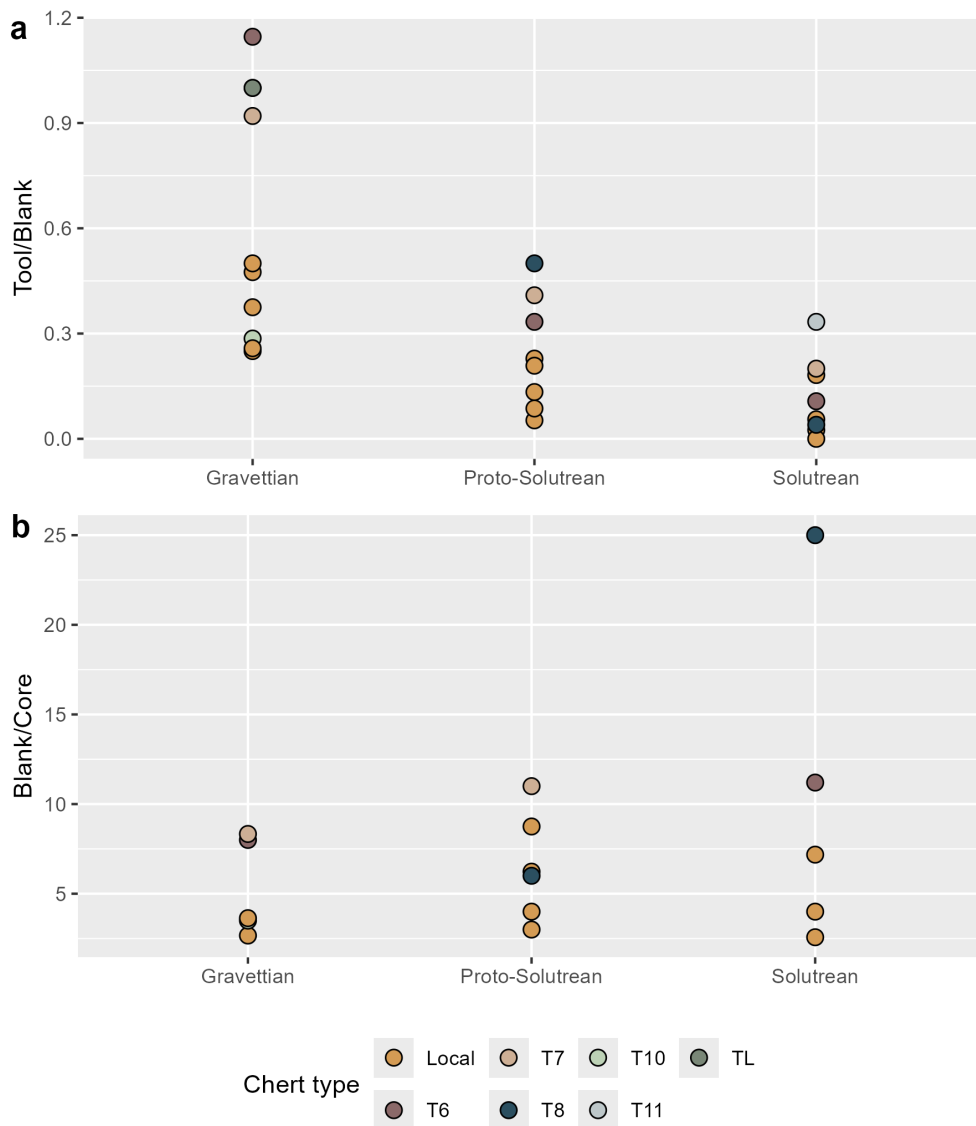 a
1.2
0.9
0.6
0.3
0.0
Tool/Blank
Gravettian Proto-Solutrean Solutrean
b
25
20
15
10
5
Blank/Core
Gravettian Proto-Solutrean Solutrean
Chert type
Local T7 T10 TL
T6 T8 T11